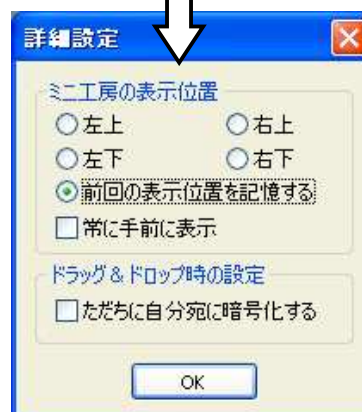 詳細設定
ミニ工房の表示位置
左上 右上
左下 右下
前回の表示位置を記憶する
常に手前に表示
ドラッグ&ドロップ時の設定
ただちに自分宛に暗号化する
OK